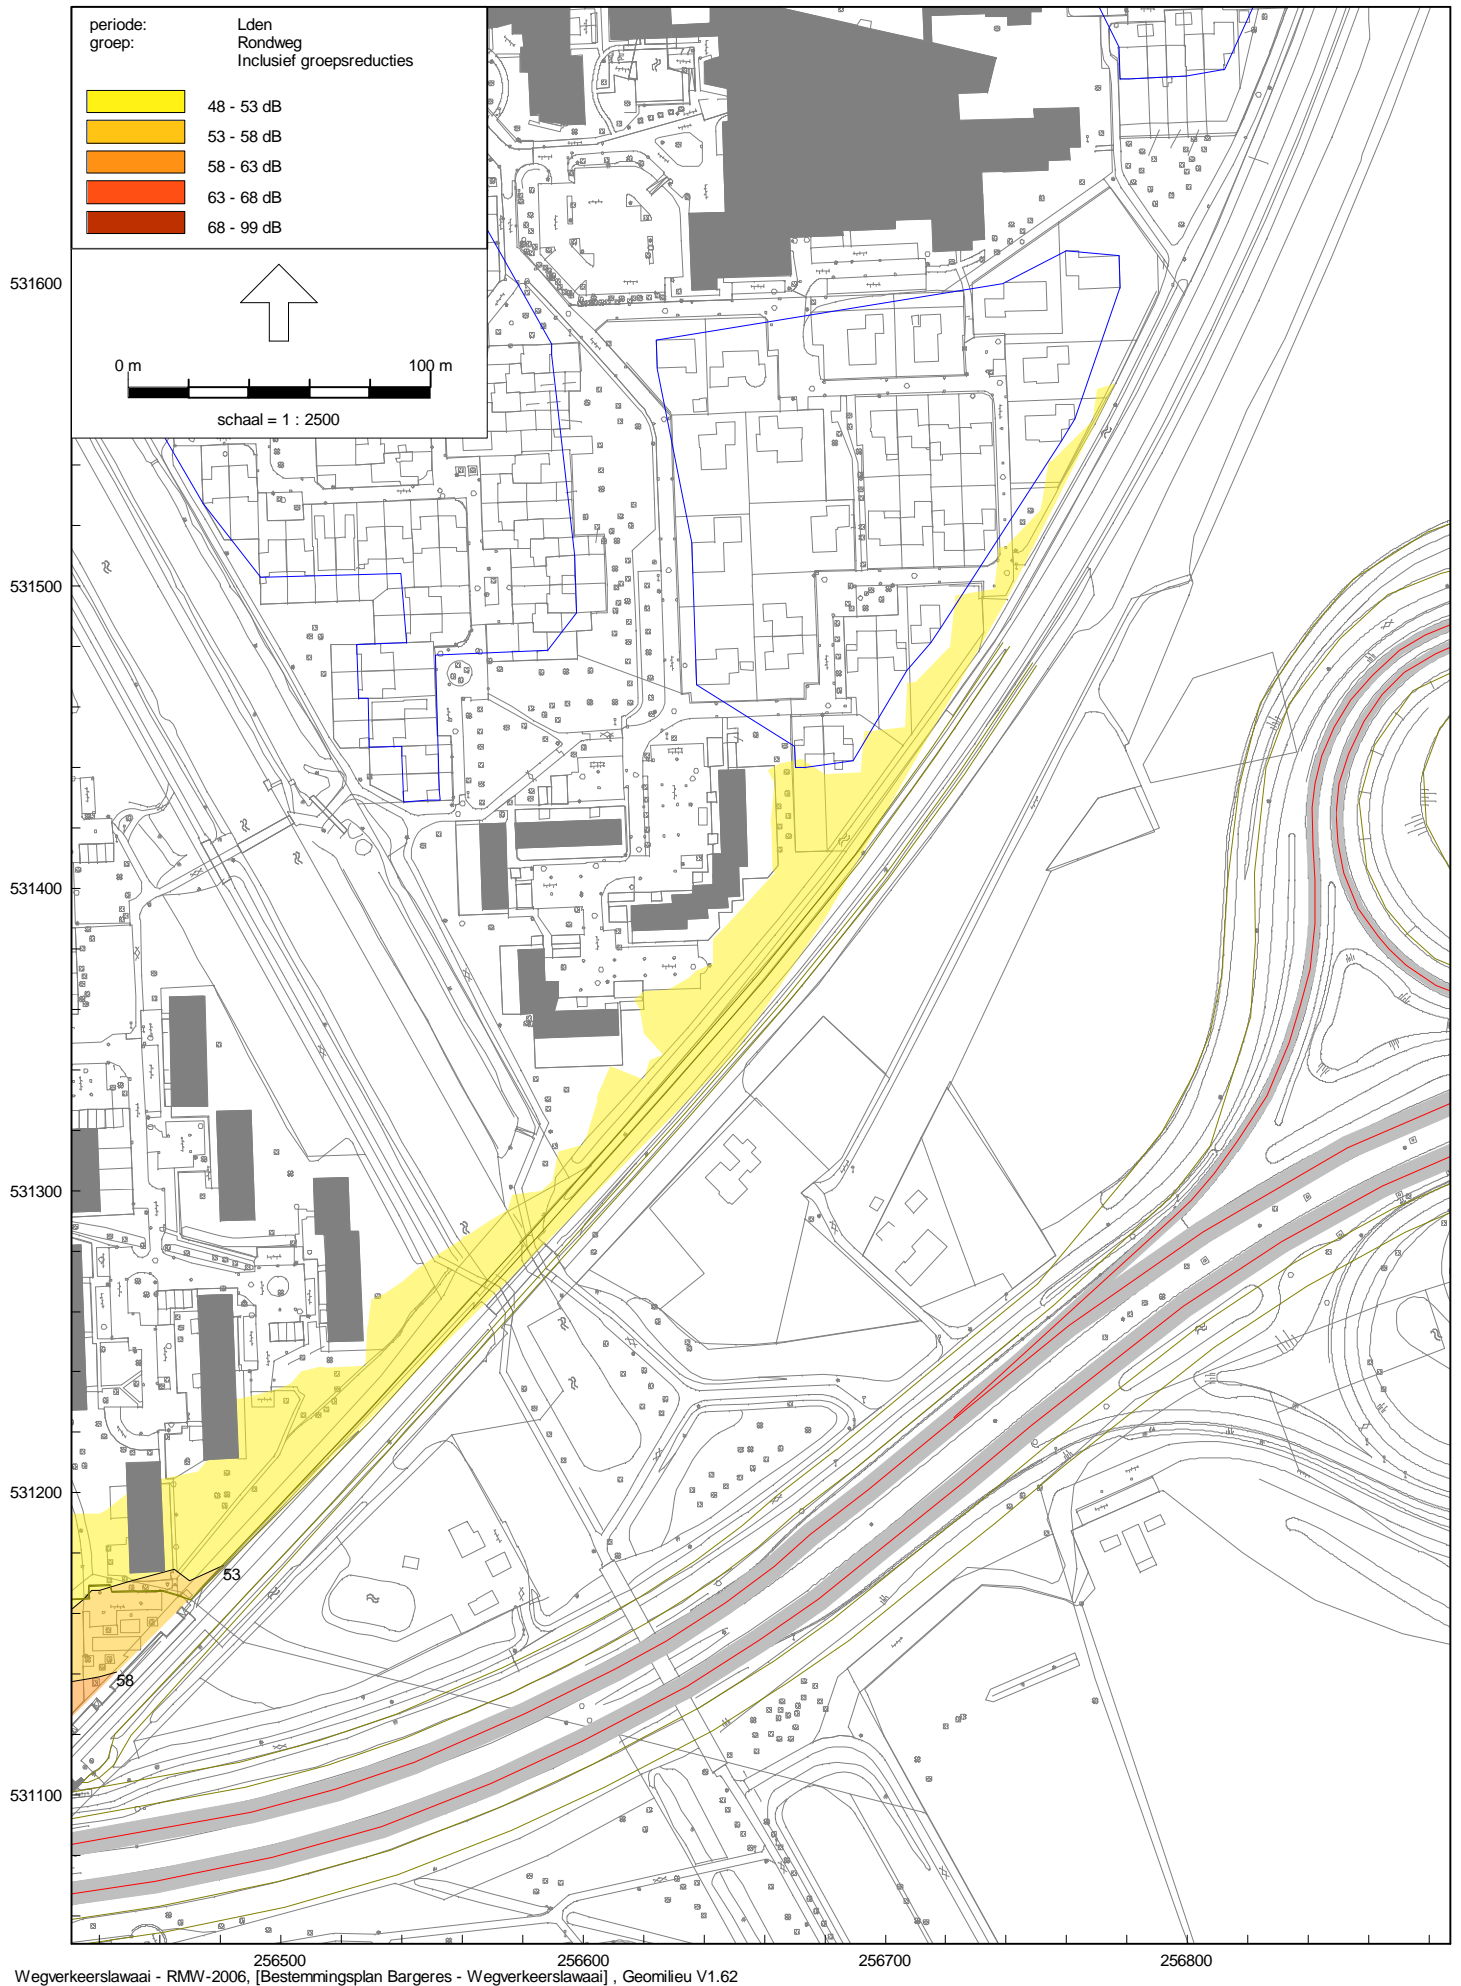 periode: Lden
groep: Rondweg
Inclusief groepsreducties
48 - 53 dB
53 - 58 dB
58 - 63 dB
63 - 68 dB
68 - 99 dB
0 m 100 m
schaal = 1 : 2500
531600
531500
531400
531300
531200
531100
53
58
256500 256600 256700 256800
Wegverkeerslawaai - RMW-2006, [Bestemmingsplan Bargeres - Wegverkeerslawaai] , Geomilieu V1.62